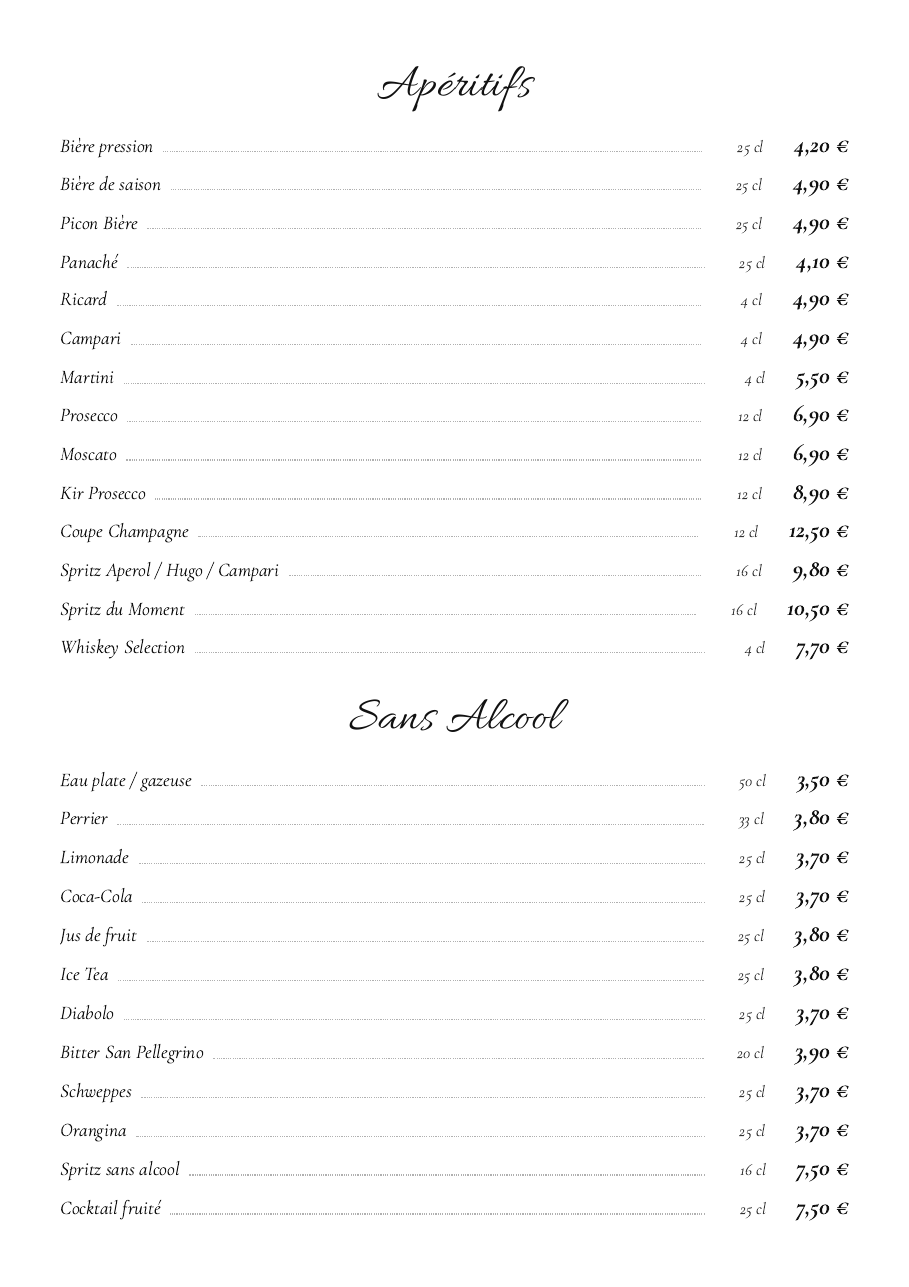 Apéritifs
Bière pression 25 cl 4,20 €
Bière de saison 25 cl 4,90 €
Picon Bière 25 cl 4,90 €
Panaché 25 cl 4,10 €
Ricard 4 cl 4,90 €
Campari 4 cl 4,90 €
Martini 4 cl 5,50 €
Prosecco 12 cl 6,90 €
Moscato 12 cl 6,90 €
Kir Prosecco 12 cl 8,90 €
Coupe Champagne 12 cl 12,50 €
Spritz Aperol / Hugo / Campari 16 cl 9,80 €
Spritz du Moment 16 cl 10,50 €
Whiskey Selection 4 cl 7,70 €
Sans Alcool
Eau plate / gazeuse 50 cl 3,50 €
Perrier 33 cl 3,80 €
Limonade 25 cl 3,70 €
Coca-Cola 25 cl 3,70 €
Jus de fruit 25 cl 3,80 €
Ice Tea 25 cl 3,80 €
Diabolo 25 cl 3,70 €
Bitter San Pellegrino 20 cl 3,90 €
Schweppes 25 cl 3,70 €
Orangina 25 cl 3,70 €
Spritz sans alcool 16 cl 7,50 €
Cocktail fruité 25 cl 7,50 €